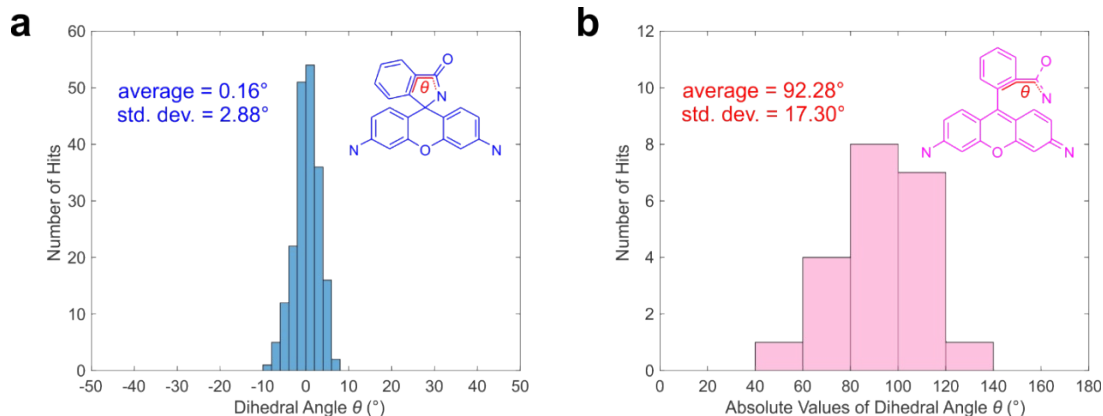 a
60
50
40
30
20
10
0
Number of Hits
average = 0.16°
std. dev. = 2.88°
O
θ
N
N
O
N
-50 -40 -30 -20 -10 0 10 20 30 40 50
Dihedral Angle θ (°)
b
12
10
8
6
4
2
0
Number of Hits
average = 92.28°
std. dev. = 17.30°
O
θ
N
N
O
N
0 20 40 60 80 100 120 140 160 180
Absolute Values of Dihedral Angle θ (°)